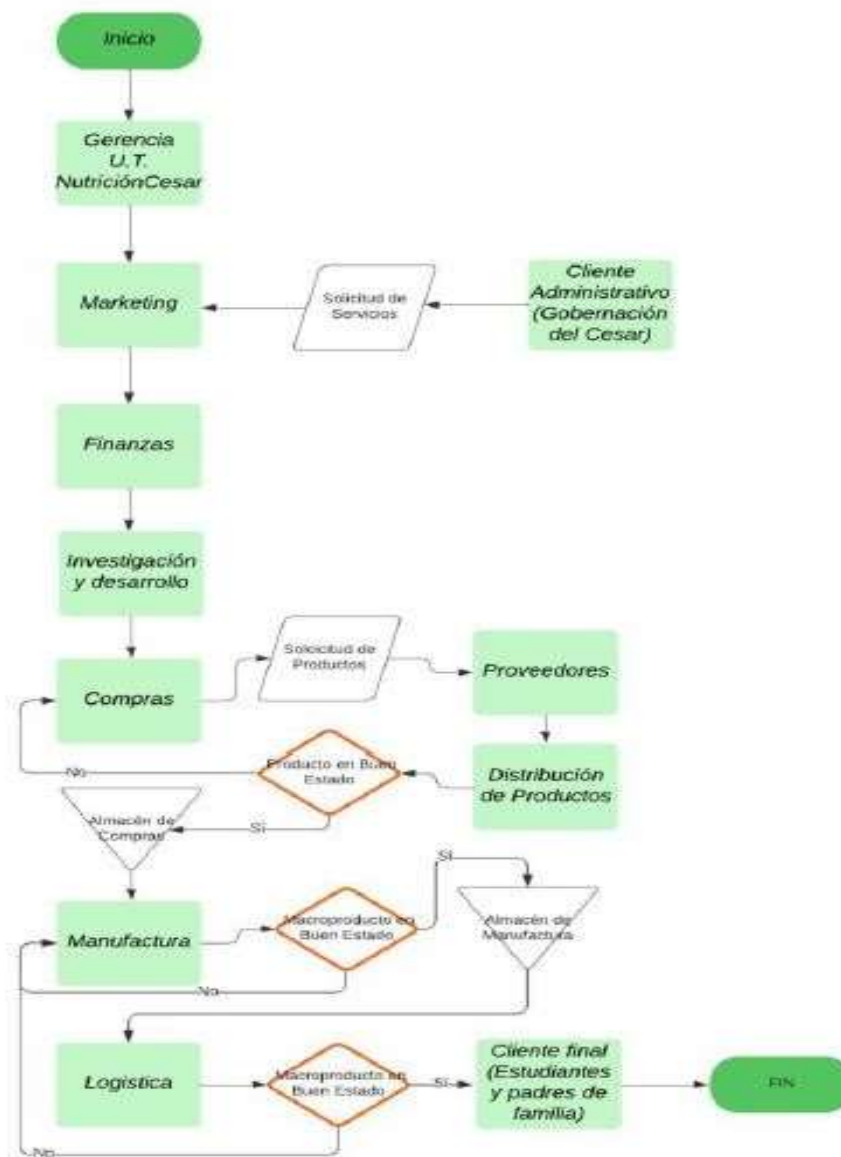 Inicio
Gerencia
U.T.
NutriciónCesar
Marketing
Solicitud de
Servicios
Cliente
Administrativo
(Gobernación
del Cesar)
Finanzas
Investigación
y desarrollo
Compras
Solcicitud de
Productos
Proveedores
No
Producto en Buen
Estado
Distribución
de Productos
Almacén de
Compras
Si
Manufactura
Macroproducto en
Buen Estado
Si
Almacén de
Manufactura
No
Logistica
Macroproducto en
Buen Estado
Si
Cliente final
(Estudiantes
y padres de
familia)
FIN
No